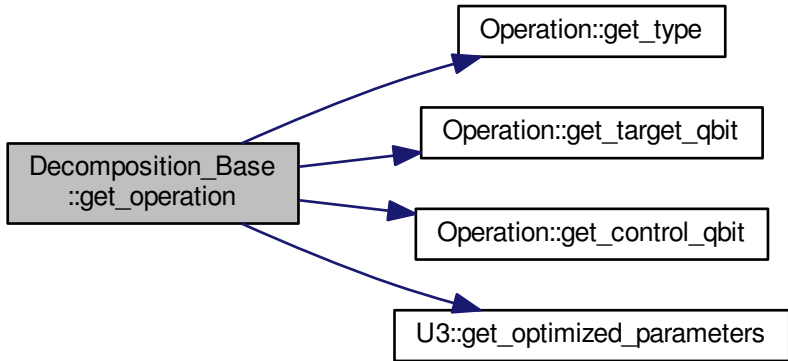 Operation::get_type
Operation::get_target_qbit
Decomposition_Base
::get_operation
Operation::get_control_qbit
U3::get_optimized_parameters